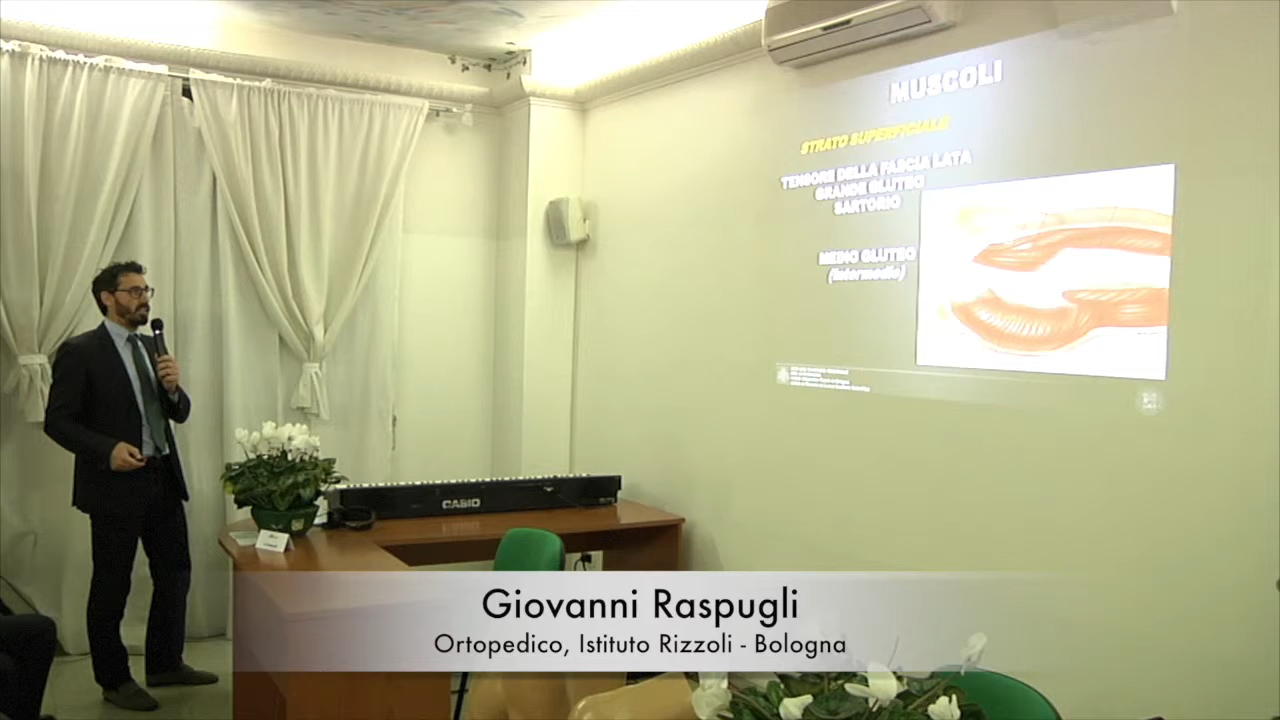 MUSCOLI
STRATO SUPERFICIALE
TENSORE DELLA FASCIA LATA
GRANDE GLUTEO
SARTORIO
MEDIO GLUTEO
(intermedio)
CASIO
Giovanni Raspugli
Ortopedico, Istituto Rizzoli - Bologna